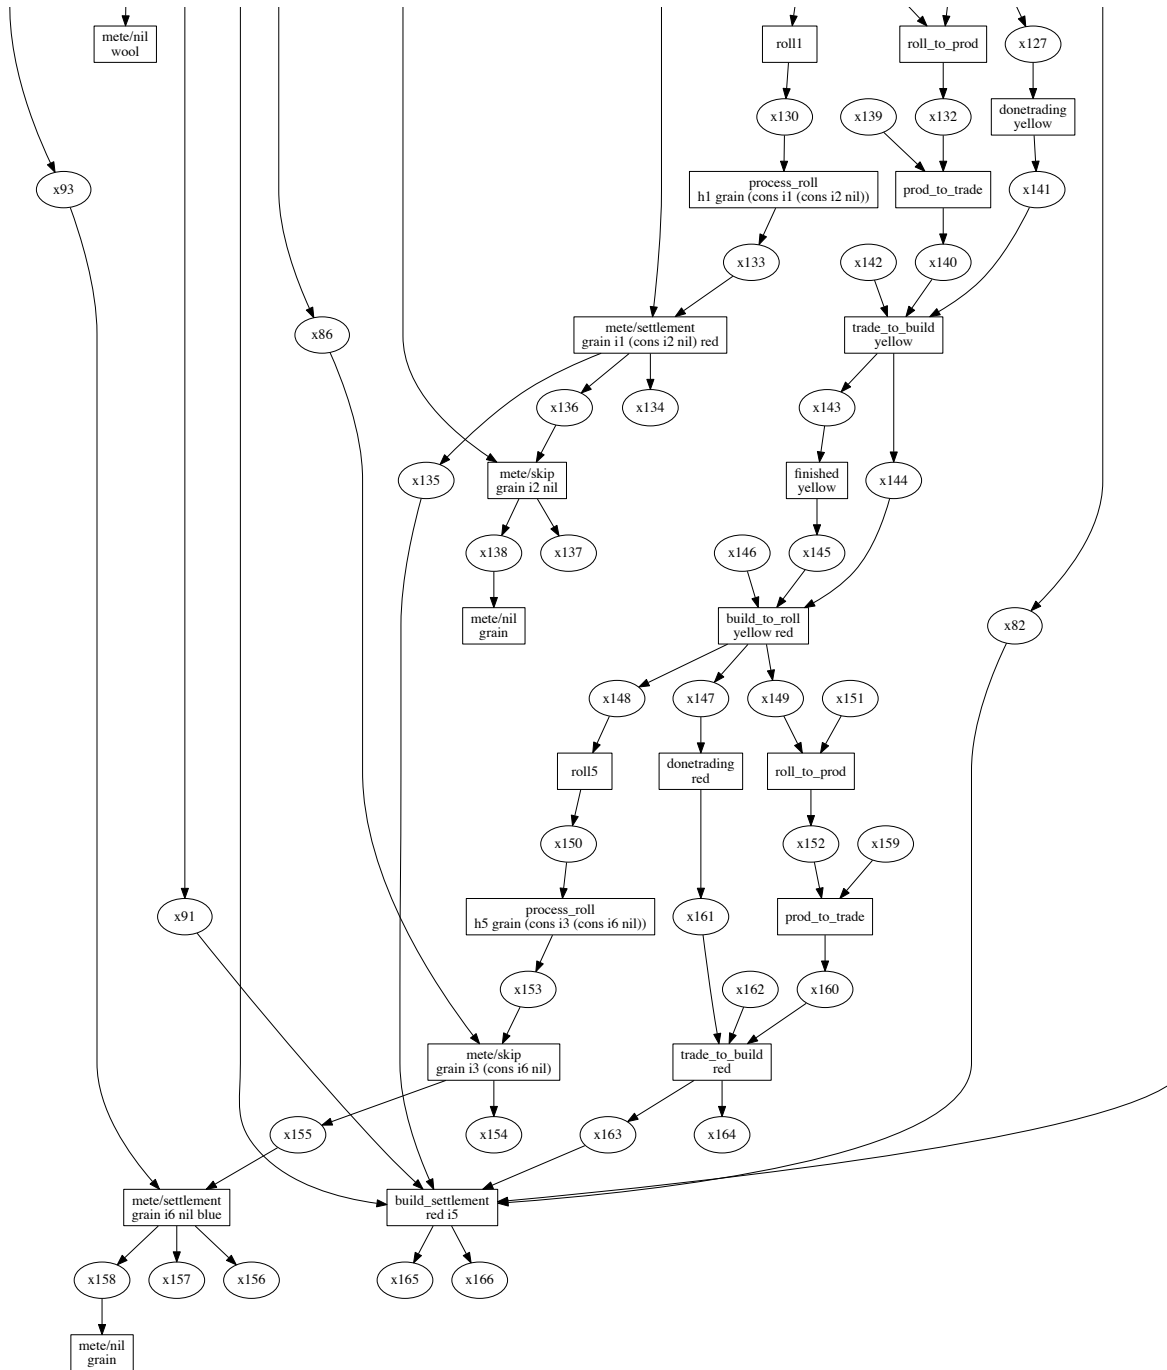 mete/nil
wool
roll1
roll_to_prod
x127
x130
x139
x132
donetrading
yellow
x93
process_roll
h1 grain (cons i1 (cons i2 nil))
prod_to_trade
x141
x133
x142
x140
x86
mete/settlement
grain i1 (cons i2 nil) red
trade_to_build
yellow
x136
x134
x143
x135
mete/skip
grain i2 nil
finished
yellow
x144
x138
x137
x146
x145
mete/nil
grain
build_to_roll
yellow red
x82
x148
x147
x149
x151
roll5
donetrading
red
roll_to_prod
x150
x152
x159
x91
process_roll
h5 grain (cons i3 (cons i6 nil))
x161
prod_to_trade
x153
x162
x160
mete/skip
grain i3 (cons i6 nil)
trade_to_build
red
x155
x154
x163
x164
mete/settlement
grain i6 nil blue
build_settlement
red i5
x158
x157
x156
x165
x166
mete/nil
grain